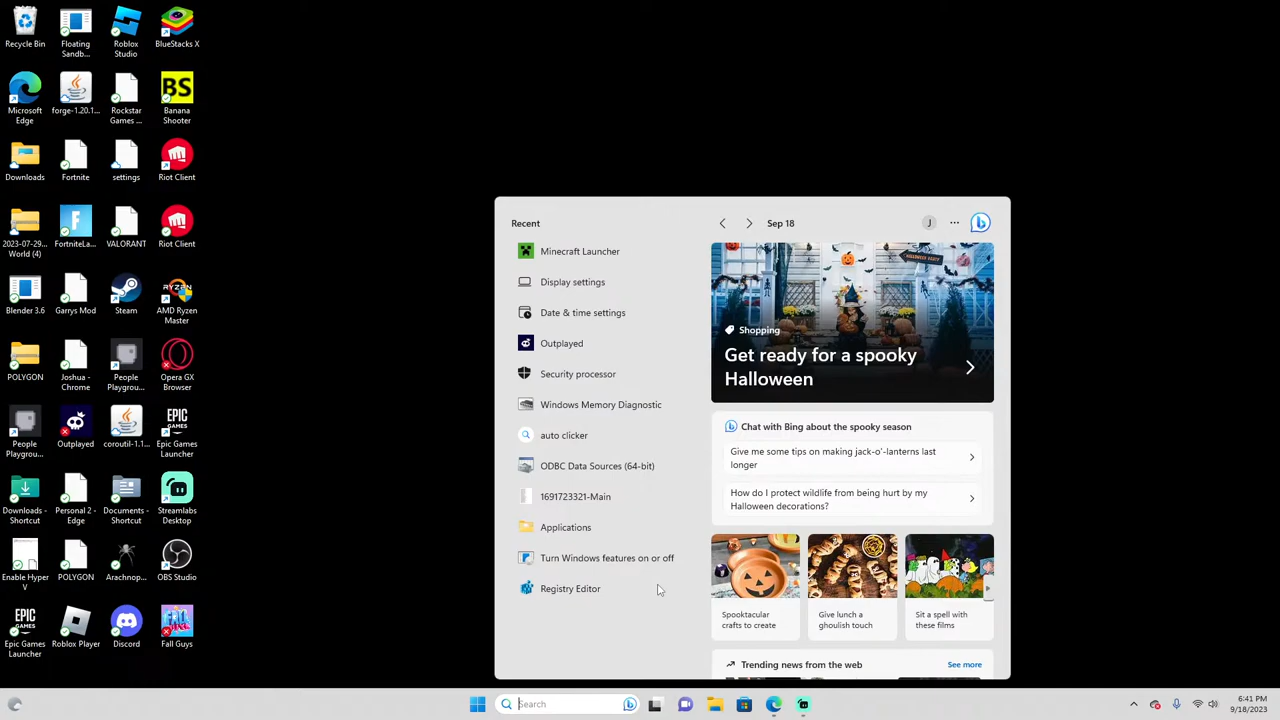 Recycle Bin
Floating
Sandb...
Roblox
Studio
BlueStacks X
Microsoft
Edge
forge-1.20.1...
Rockstar
Games ...
BS
Banana
Shooter
Downloads
Fortnite
settings
Riot Client
2023-07-29...
World (4)
FortniteLa...
VALORANT
Riot Client
Blender 3.6
Garrys Mod
Steam
RYZEN
AMD Ryzen
Master
POLYGON
Joshua -
Chrome
People
Playgrou...
Opera GX
Browser
People
Playgrou...
Outplayed
coroutil-1.1...
EPIC
GAMES
Epic Games
Launcher
Downloads -
Shortcut
Personal 2 -
Edge
Documents -
Shortcut
Streamlabs
Desktop
Enable Hyper
V
POLYGON
Arachnop...
OBS Studio
EPIC
GAMES
Epic Games
Launcher
Roblox Player
Discord
FALL
Fall Guys
Recent
Minecraft Launcher
Display settings
Date & time settings
Outplayed
Security processor
Windows Memory Diagnostic
auto clicker
ODBC Data Sources (64-bit)
1691723321-Main
Applications
Turn Windows features on or off
Registry Editor
Sep 18
J
Shopping
Get ready for a spooky
Halloween
Chat with Bing about the spooky season
Give me some tips on making jack-o'-lanterns last
longer
How do I protect wildlife from being hurt by my
Halloween decorations?
Spooktacular
crafts to create
Give lunch a
ghoulish touch
Sit a spell with
these films
Trending news from the web
See more
Search
6:41 PM
9/18/2023